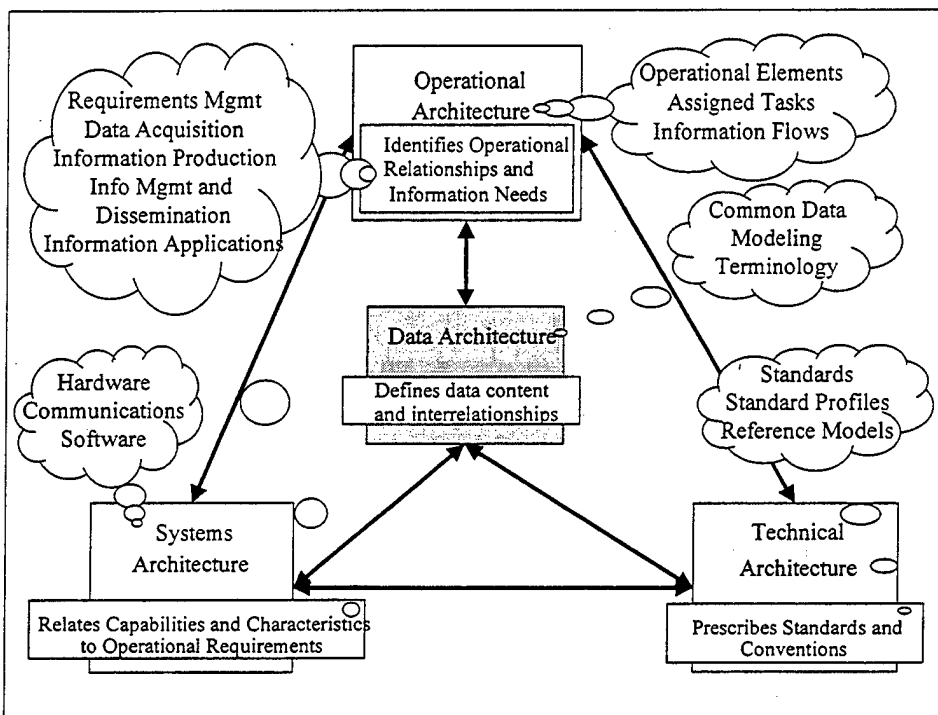 Requirements Mgmt
Data Acquisition
Information Production
Info Mgmt and
Dissemination
Information Applications
Operational
Architecture
Identifies Operational
Relationships and
Information Needs
Operational Elements
Assigned Tasks
Information Flows
Common Data
Modeling
Terminology
Data Architecture
Defines data content
and interrelationships
Hardware
Communications
Software
Standards
Standard Profiles
Reference Models
Systems
Architecture
Relates Capabilities and Characteristics
to Operational Requirements
Technical
Architecture
Prescribes Standards and
Conventions